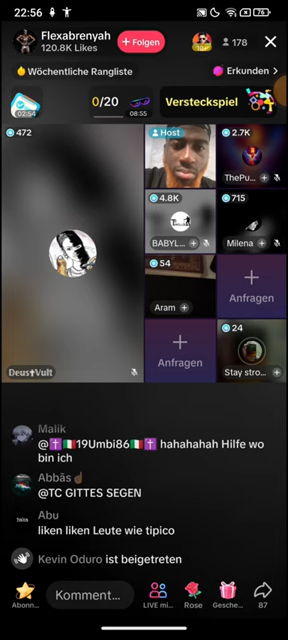 22:56
76
Flexabrenyah
120.8K Likes
+ Folgen
178
Wöchentliche Rangliste
Erkunden >
02:54
0/20
08:55
Versteckspiel
472
Host
2.7K
ThePu...
4.8K
BABYL...
715
Milena
54
Aram
Anfragen
Anfragen
24
Stay stro...
Deus✝Vult
Malik
@✝️🇮🇹19Umbi86🇮🇹✝️ hahahahah Hilfe wo
bin ich
Abbãs☝🏾
@TC GITTES SEGEN
Abu
liken liken Leute wie tipico
Kevin Oduro ist beigetreten
Abonn...
Komment...
LIVE mi...
Rose
Gesche...
87